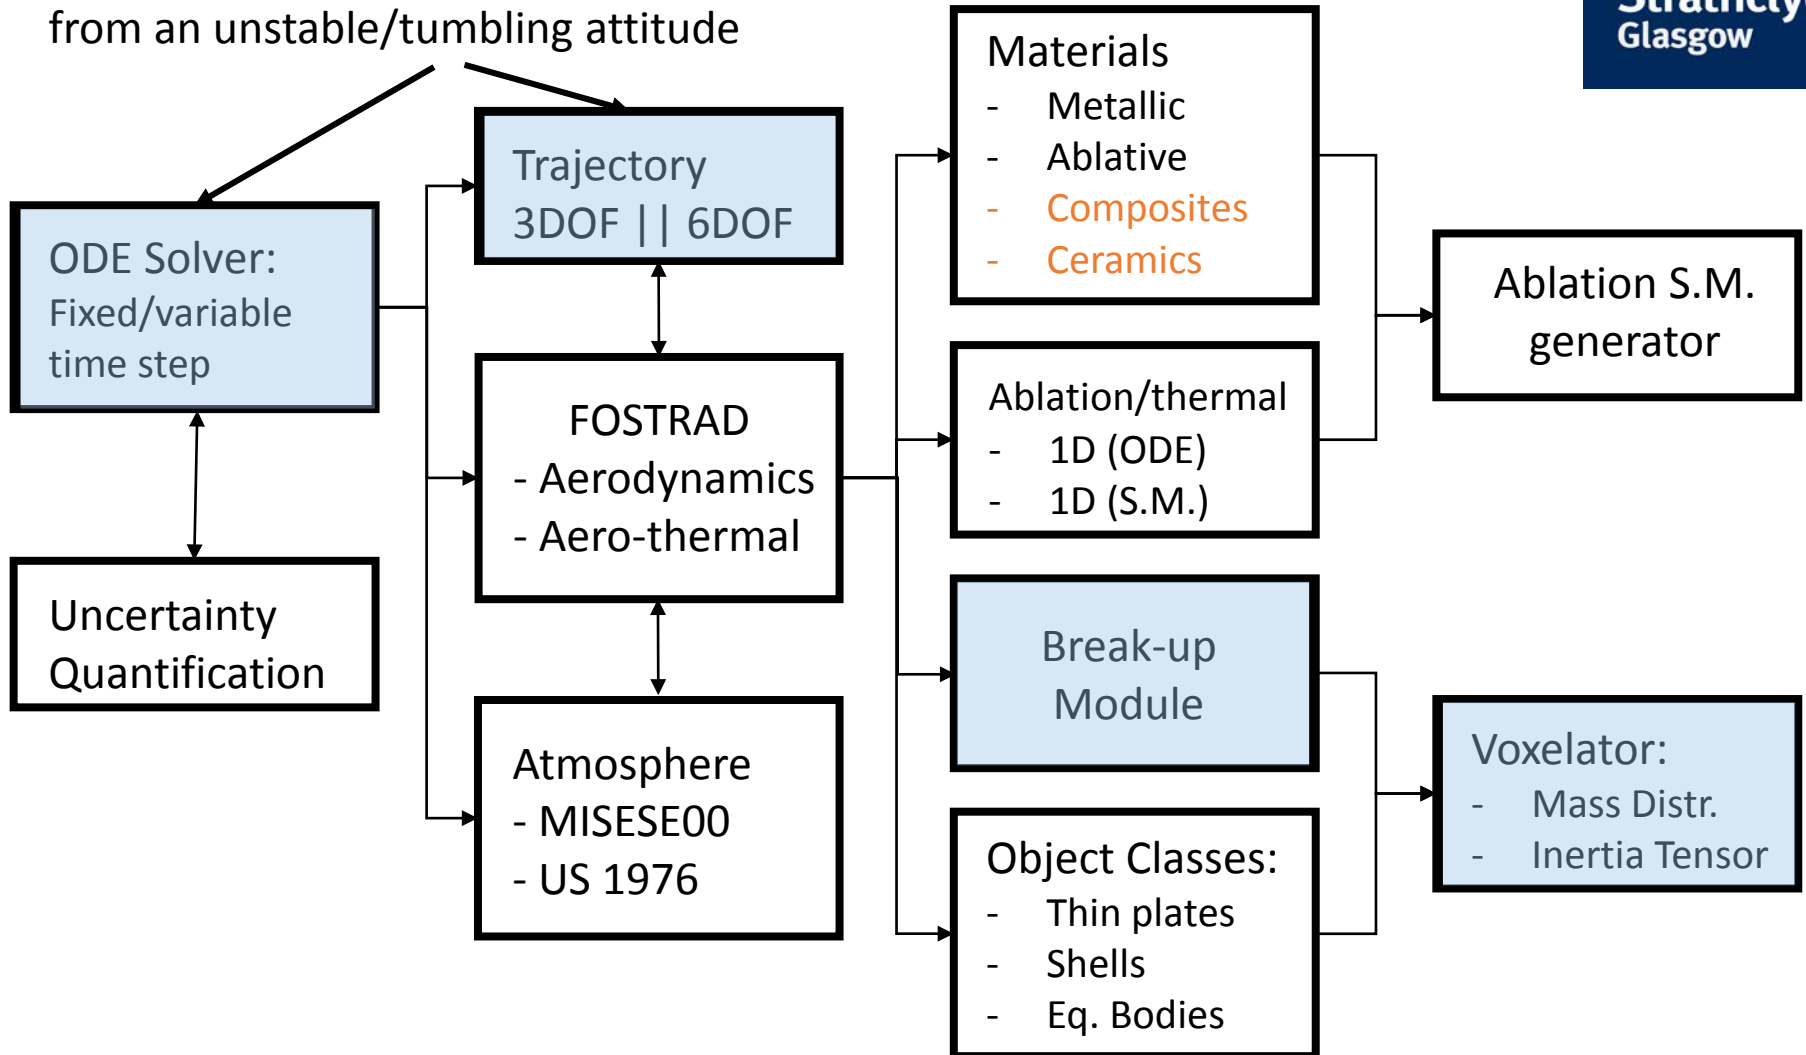 from an unstable/tumbling attitude
Glasgow
Trajectory
3DOF || 6DOF
ODE Solver:
Fixed/variable
time step
Uncertainty
Quantification
FOSTRAD
- Aerodynamics
- Aero-thermal
Atmosphere
- MISESE00
- US 1976
Materials
- Metallic
- Ablative
- Composites
- Ceramics
Ablation/thermal
- 1D (ODE)
- 1D (S.M.)
Break-up
Module
Object Classes:
- Thin plates
- Shells
- Eq. Bodies
Ablation S.M.
generator
Voxelator:
- Mass Distr.
- Inertia Tensor